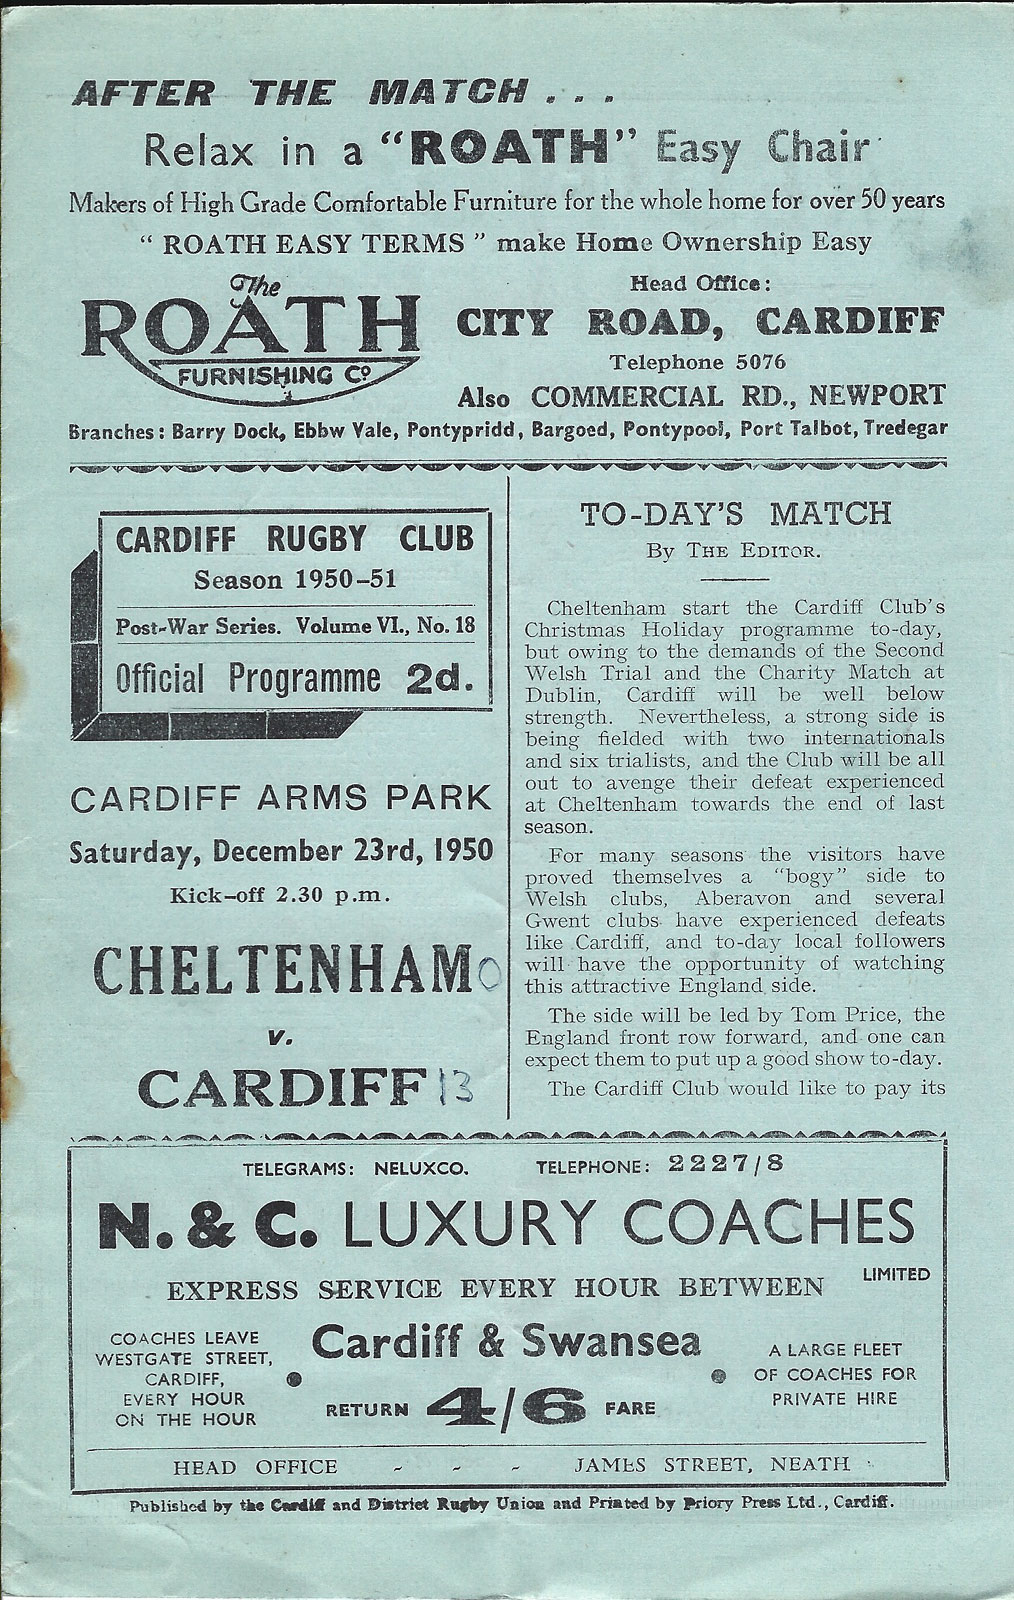 AFTER THE MATCH . . .
Relax in a "ROATH" Easy Chair
Makers of High Grade Comfortable Furniture for the whole home for over 50 years
" ROATH EASY TERMS " make Home Ownership Easy
The
ROATH
FURNISHING Co
Head Office:
CITY ROAD, CARDIFF
Telephone 5076
Also COMMERCIAL RD., NEWPORT
Branches: Barry Dock, Ebbw Vale, Pontypridd, Bargoed, Pontypool, Port Talbot, Tredegar
CARDIFF RUGBY CLUB
Season 1950-51
Post-War Series. Volume VI., No. 18
Official Programme 2d.
CARDIFF ARMS PARK
Saturday, December 23rd, 1950
Kick-off 2.30 p.m.
CHELTENHAM 0
v.
CARDIFF 13
TO-DAY'S MATCH
By THE EDITOR.
Cheltenham start the Cardiff Club's
Christmas Holiday programme to-day,
but owing to the demands of the Second
Welsh Trial and the Charity Match at
Dublin, Cardiff will be well below
strength. Nevertheless, a strong side is
being fielded with two internationals
and six trialists, and the Club will be all
out to avenge their defeat experienced
at Cheltenham towards the end of last
season.
For many seasons the visitors have
proved themselves a "bogy" side to
Welsh clubs, Aberavon and several
Gwent clubs have experienced defeats
like Cardiff, and to-day local followers
will have the opportunity of watching
this attractive England side.
The side will be led by Tom Price, the
England front row forward, and one can
expect them to put up a good show to-day.
The Cardiff Club would like to pay its
TELEGRAMS: NELUXCO. TELEPHONE: 2227/8
N. & C. LUXURY COACHES
LIMITED
EXPRESS SERVICE EVERY HOUR BETWEEN
COACHES LEAVE
WESTGATE STREET,
CARDIFF,
EVERY HOUR
ON THE HOUR
Cardiff & Swansea
RETURN 4/6 FARE
A LARGE FLEET
OF COACHES FOR
PRIVATE HIRE
HEAD OFFICE - - - JAMES STREET, NEATH
Published by the Cardiff and District Rugby Union and Printed by Priory Press Ltd., Cardiff.